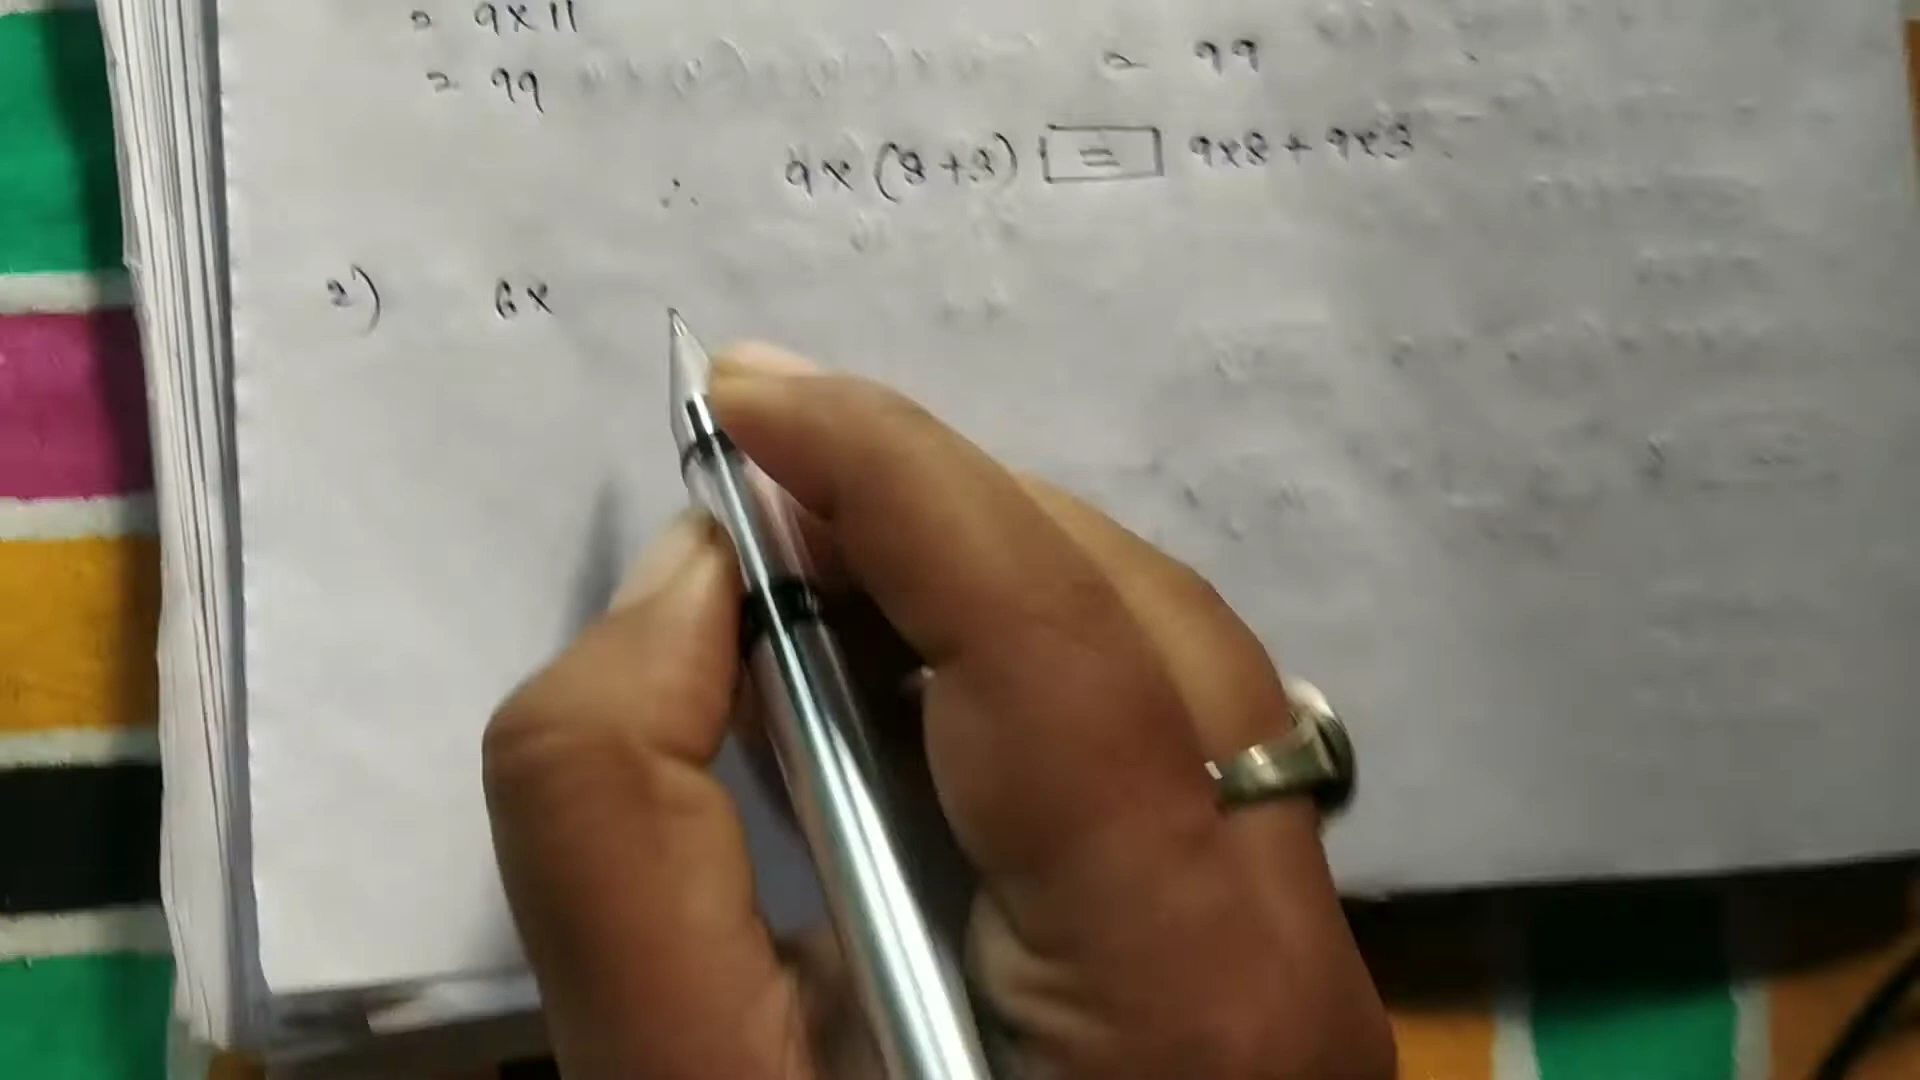 = 9×11
= 99 = 99
∴ 9×(8+3) = 9×8 + 9×3
2) 6×